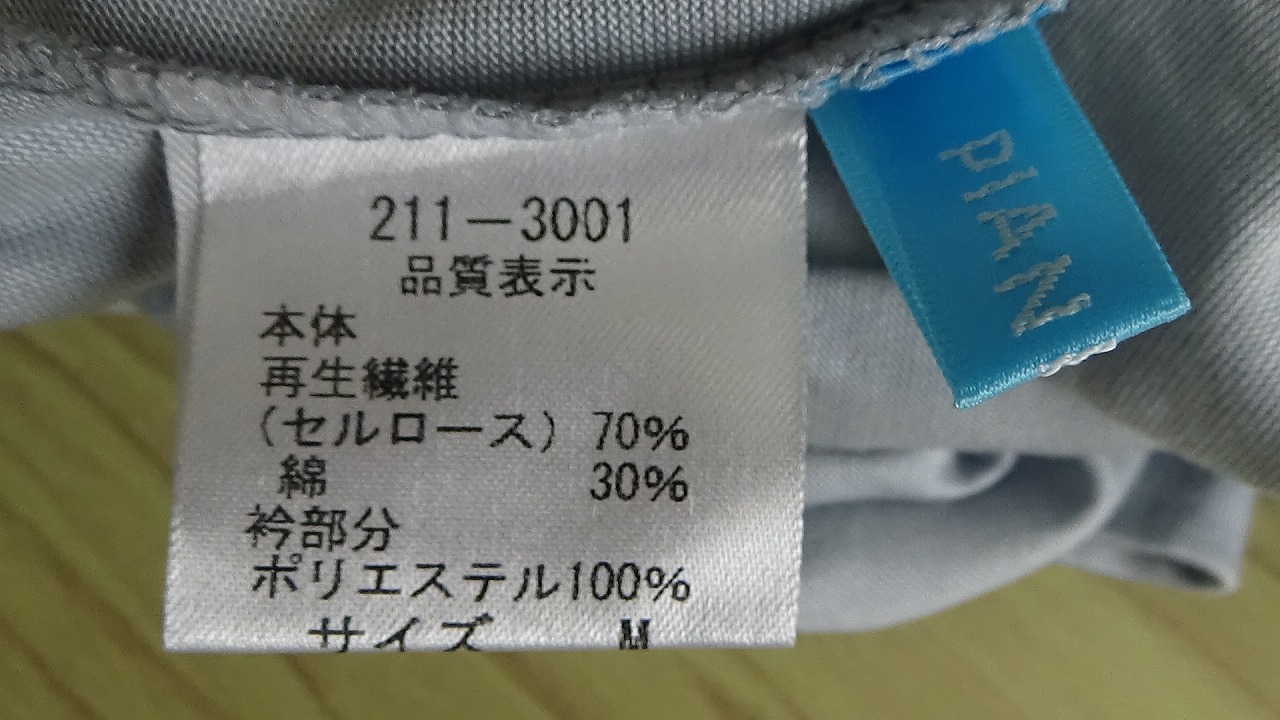 211－3001
品質表示
本体
再生繊維
（セルロース） 70%
綿 30%
衿部分
ポリエステル100%
サイズ M
PIAN